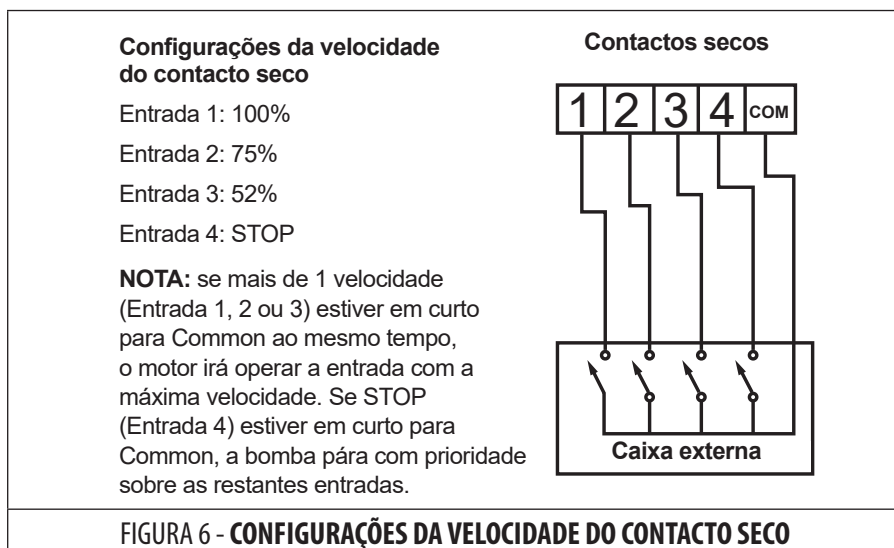 Configurações da velocidade
do contacto seco
Entrada 1: 100%
Entrada 2: 75%
Entrada 3: 52%
Entrada 4: STOP
NOTA: se mais de 1 velocidade
(Entrada 1, 2 ou 3) estiver em curto
para Common ao mesmo tempo,
o motor irá operar a entrada com a
máxima velocidade. Se STOP
(Entrada 4) estiver em curto para
Common, a bomba pára com prioridade
sobre as restantes entradas.
Contactos secos
1 2 3 4 COM
Caixa externa
FIGURA 6 - CONFIGURAÇÕES DA VELOCIDADE DO CONTACTO SECO